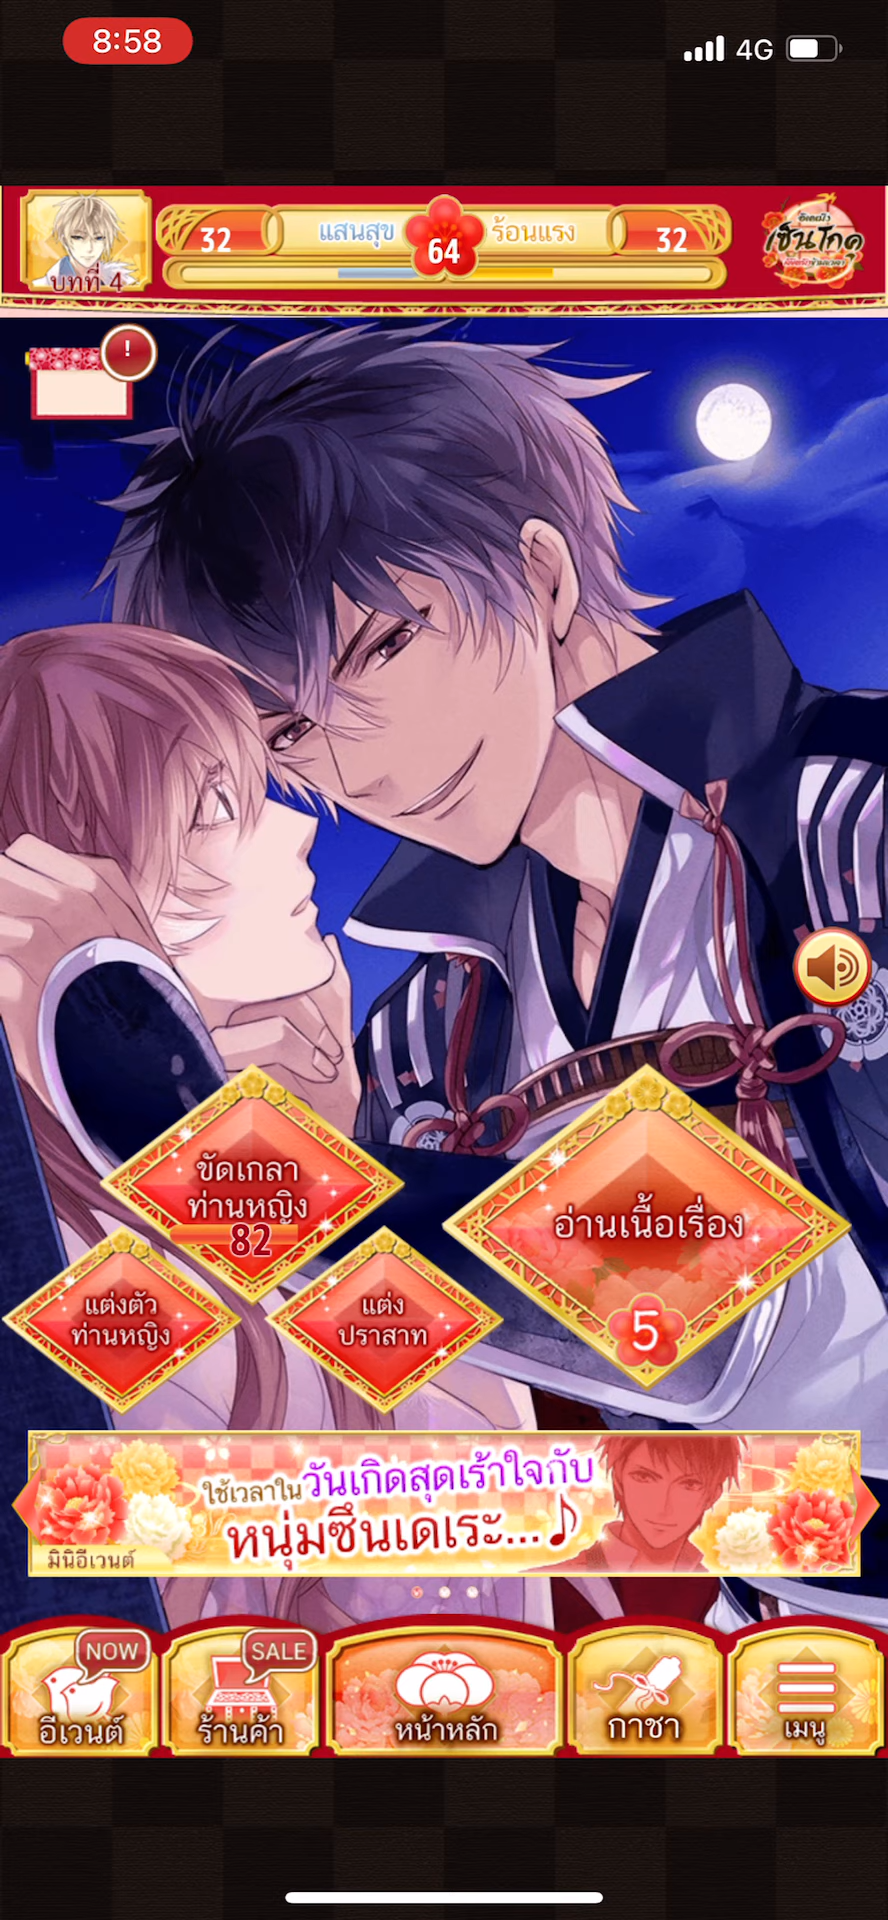 8:58
4G
32
แสนสุข
64
ร้อนแรง
32
บทที่ 4
เซ็นโกคุ
!
ขัดเกลา
ท่านหญิง
82
อ่านเนื้อเรื่อง
5
แต่งตัว
ท่านหญิง
แต่ง
ปราสาท
ใช้เวลาในวันเกิดสุดเร้าใจกับ
หนุ่มซึนเดเระ...♪
มินิอีเวนต์
NOW
SALE
อีเวนต์
ร้านค้า
หน้าหลัก
กาชา
เมนู